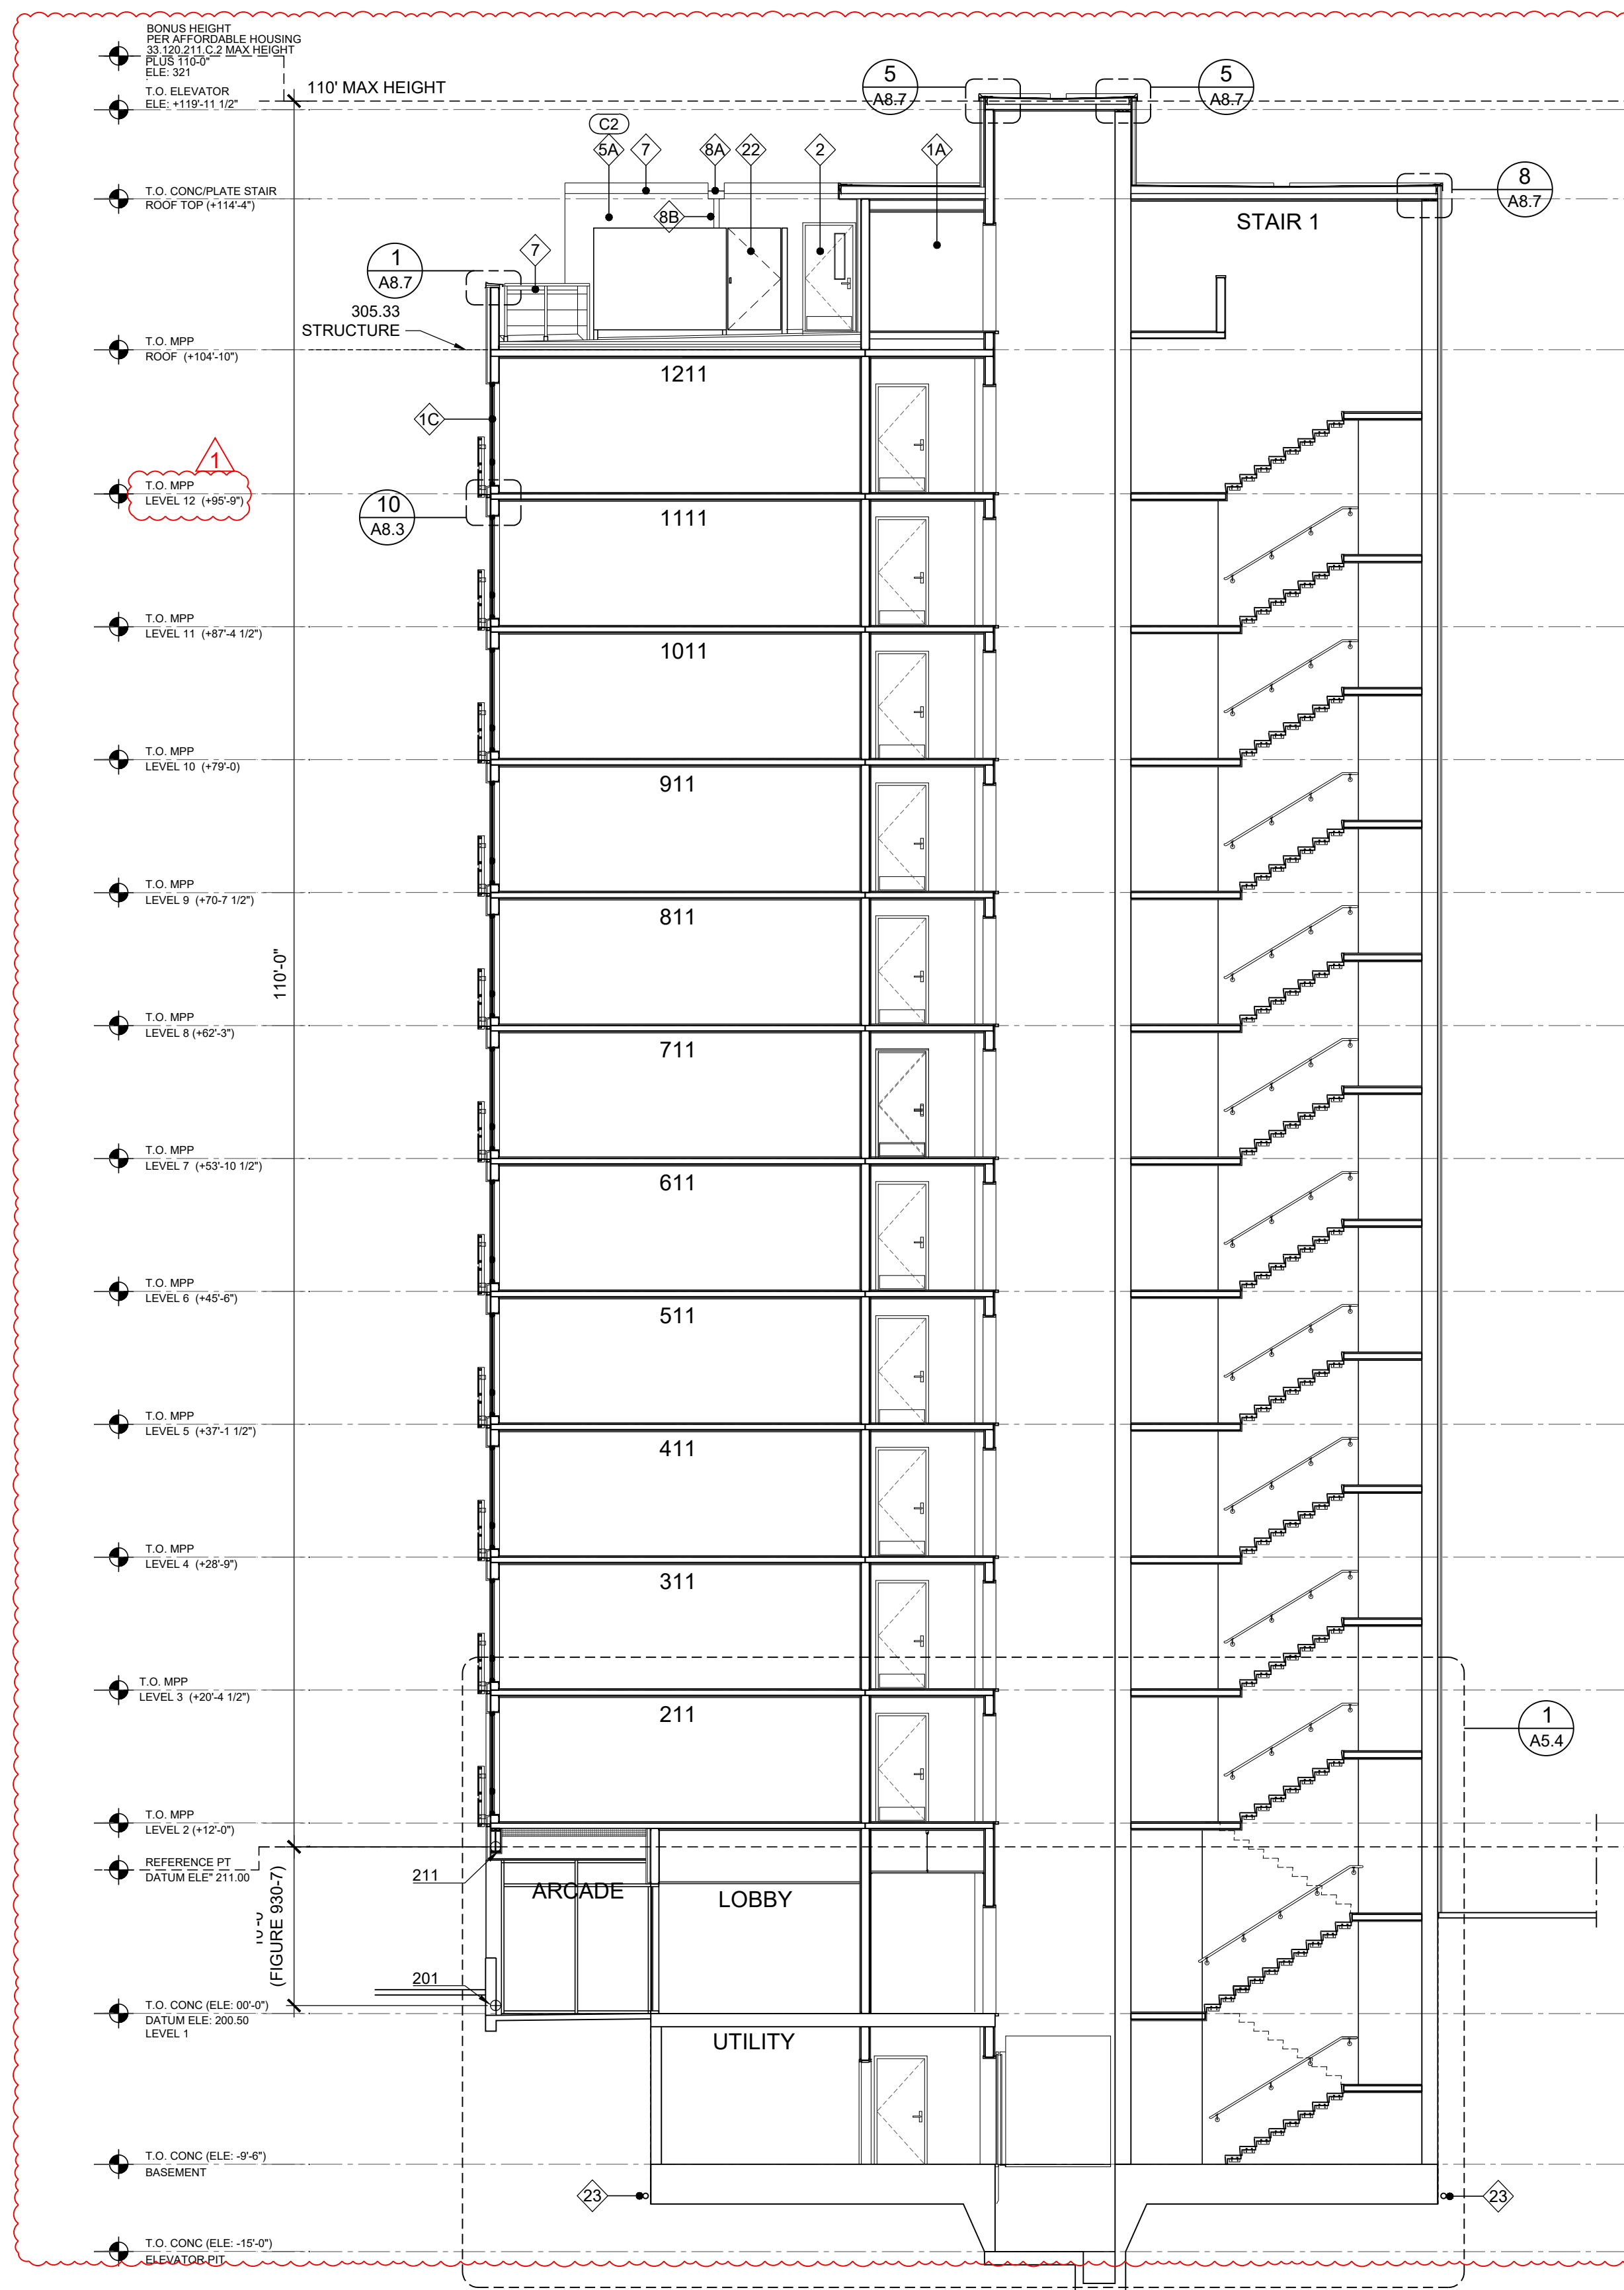 BONUS HEIGHT
PER AFFORDABLE HOUSING
33.120.211.C.2 MAX HEIGHT
PLUS 110-0"
ELE: 321
T.O. ELEVATOR
ELE: +119'-11 1/2"
110' MAX HEIGHT
5
A8.7
5
A8.7
C2
5A
7
8A
22
2
1A
8B
T.O. CONC/PLATE STAIR
ROOF TOP (+114'-4")
8
A8.7
STAIR 1
7
1
A8.7
305.33
STRUCTURE
T.O. MPP
ROOF (+104'-10")
1211
1C
1
T.O. MPP
LEVEL 12 (+95'-9")
10
A8.3
1111
T.O. MPP
LEVEL 11 (+87'-4 1/2")
1011
T.O. MPP
LEVEL 10 (+79'-0)
911
T.O. MPP
LEVEL 9 (+70-7 1/2")
811
110'-0"
T.O. MPP
LEVEL 8 (+62'-3")
711
T.O. MPP
LEVEL 7 (+53'-10 1/2")
611
T.O. MPP
LEVEL 6 (+45'-6")
511
T.O. MPP
LEVEL 5 (+37'-1 1/2")
411
T.O. MPP
LEVEL 4 (+28'-9")
311
T.O. MPP
LEVEL 3 (+20'-4 1/2")
211
1
A5.4
T.O. MPP
LEVEL 2 (+12'-0")
REFERENCE PT
DATUM ELE" 211.00
211
ARCADE
LOBBY
(FIGURE 930-7)
201
T.O. CONC (ELE: 00'-0")
DATUM ELE: 200.50
LEVEL 1
UTILITY
T.O. CONC (ELE: -9'-6")
BASEMENT
23
23
T.O. CONC (ELE: -15'-0")
ELEVATOR PIT